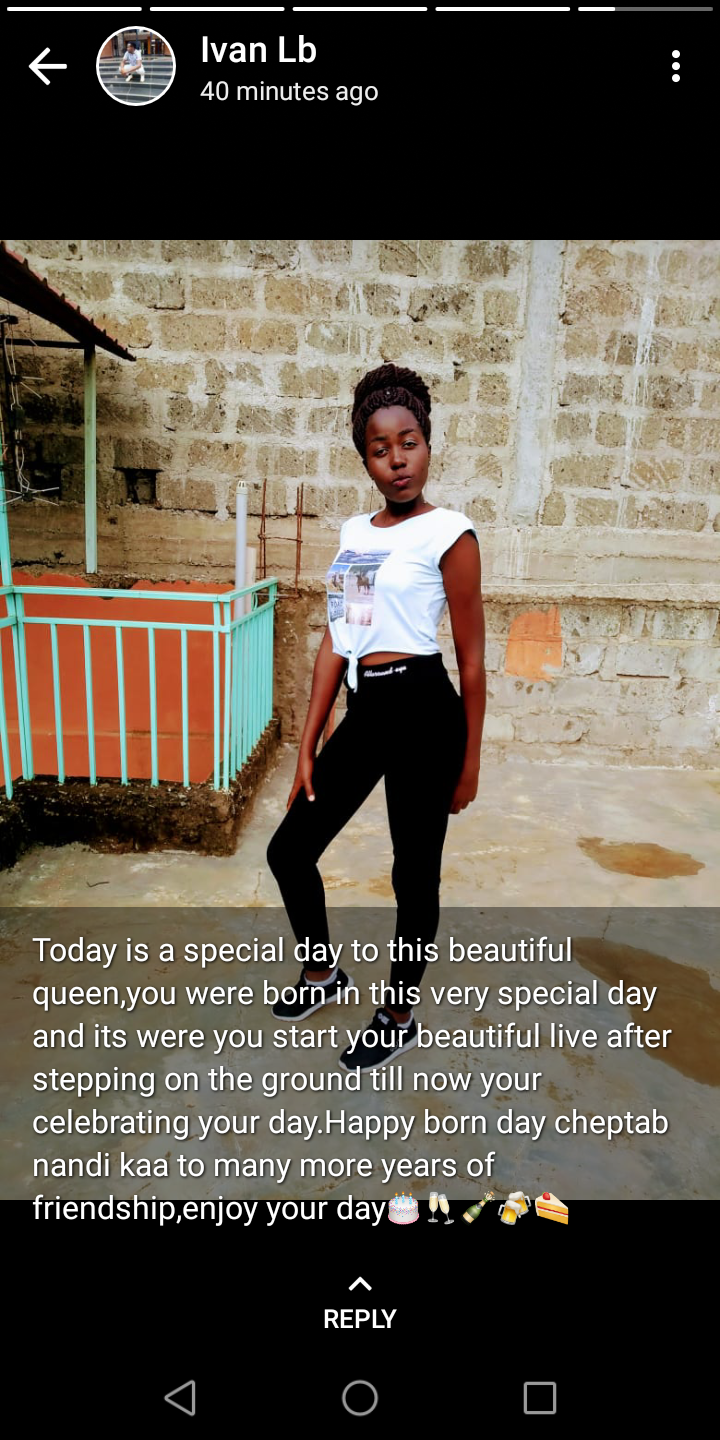 Ivan Lb
40 minutes ago
Today is a special day to this beautiful
queen,you were born in this very special day
and its were you start your beautiful live after
stepping on the ground till now your
celebrating your day.Happy born day cheptab
nandi kaa to many more years of
friendship,enjoy your day🎂🥂🍾🍻🍰
REPLY